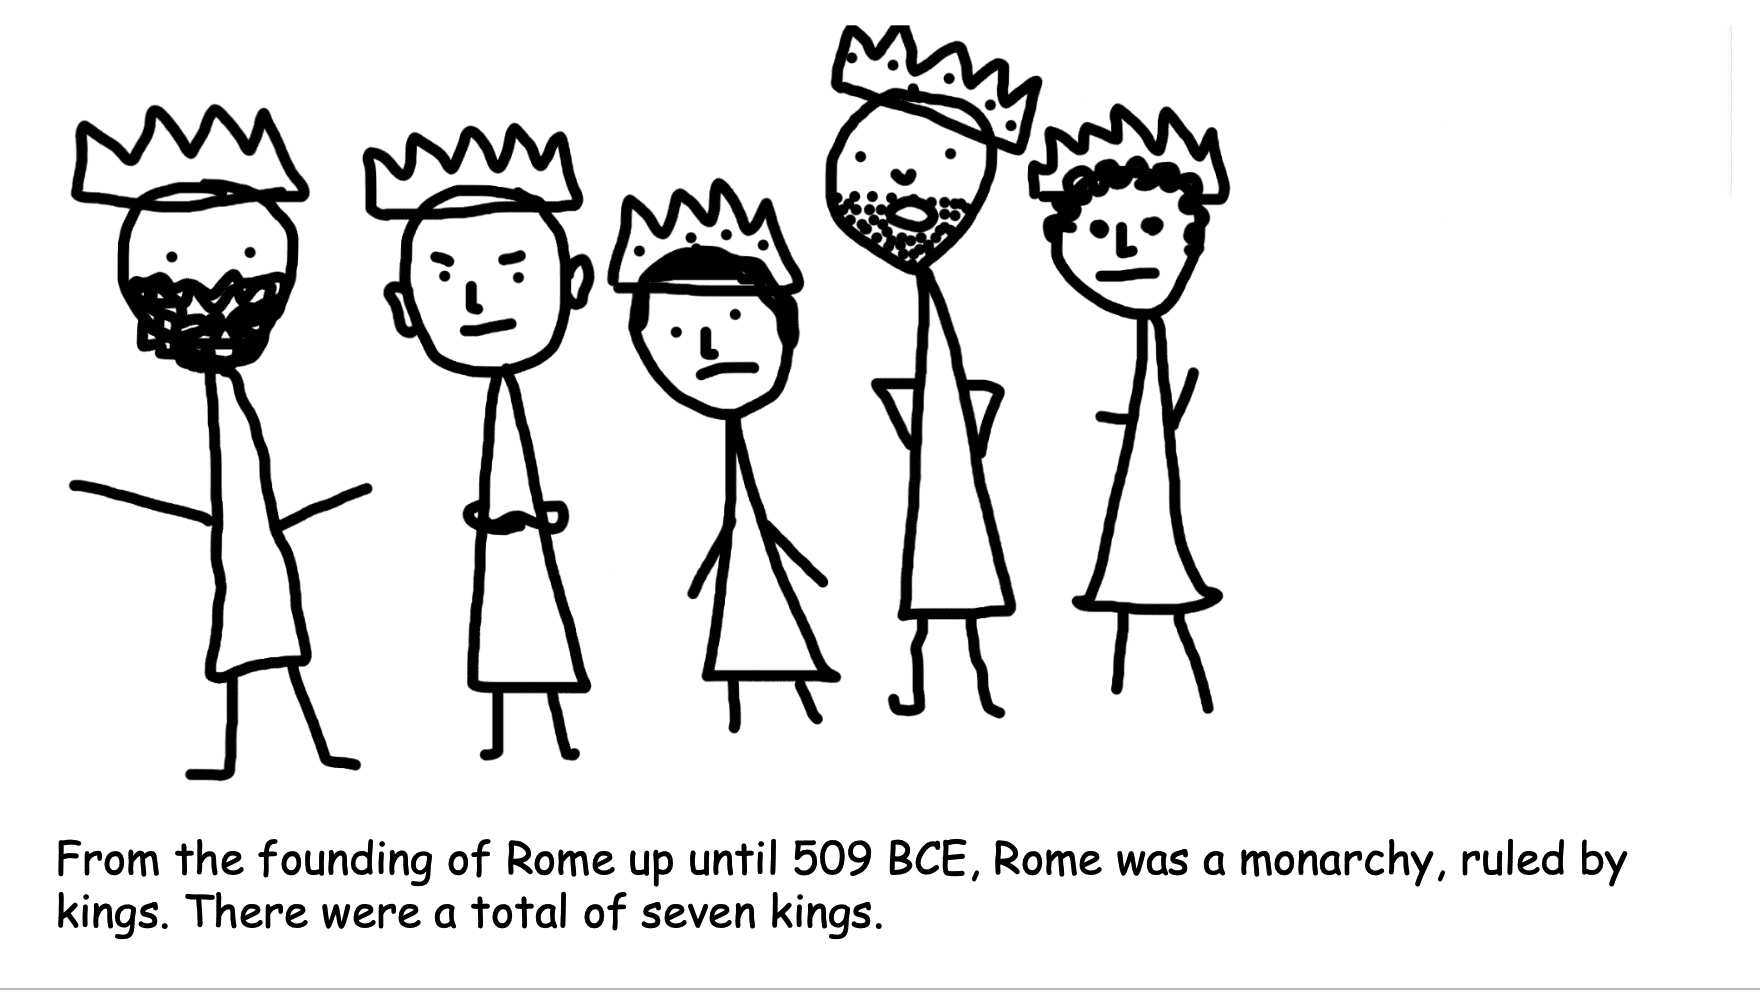 From the founding of Rome up until 509 BCE, Rome was a monarchy, ruled by
kings. There were a total of seven kings.